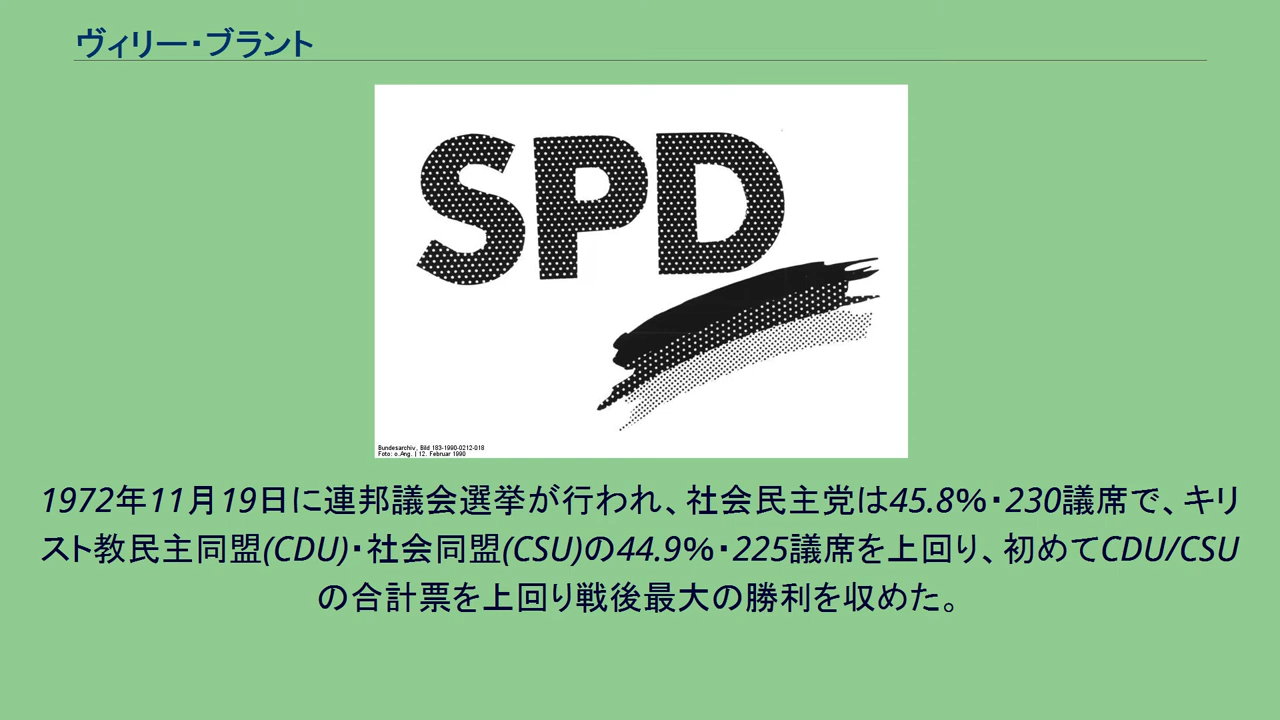 ヴィリー・ブラント
SPD
Bundesarchiv, Bild 183-1990-0212-018
Foto: o.Ang. | 12. Februar 1990
1972年11月19日に連邦議会選挙が行われ、社会民主党は45.8%・230議席で、キリ
スト教民主同盟(CDU)・社会同盟(CSU)の44.9%・225議席を上回り、初めてCDU/CSU
の合計票を上回り戦後最大の勝利を収めた。